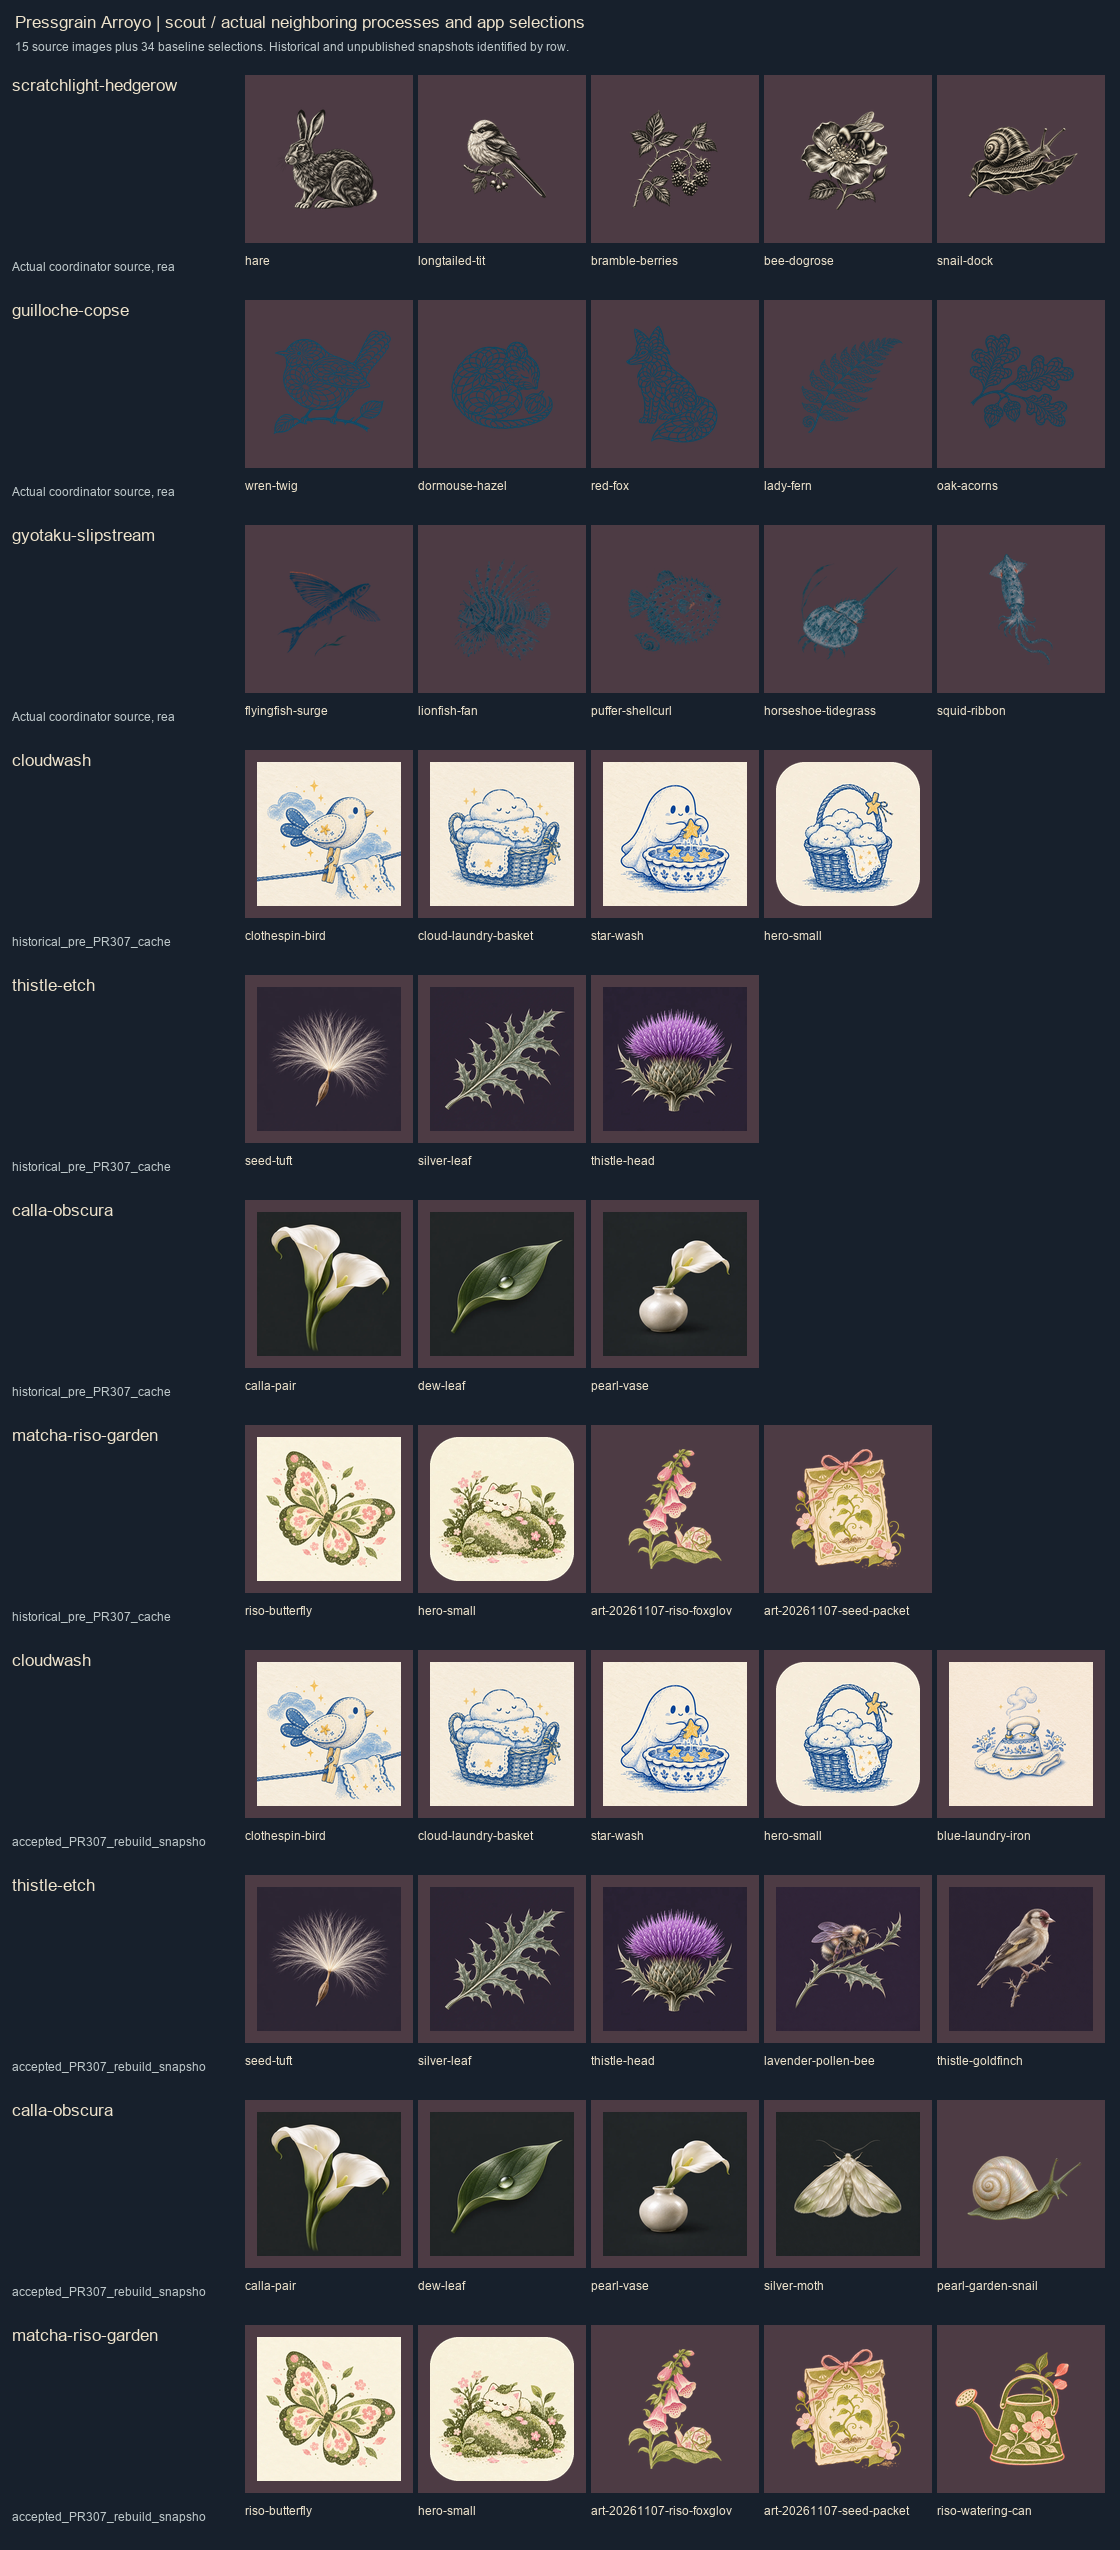 Pressgrain Arroyo | scout / actual neighboring processes and app selections
15 source images plus 34 baseline selections. Historical and unpublished snapshots identified by row.
scratchlight-hedgerow
Actual coordinator source, rea
hare
longtailed-tit
bramble-berries
bee-dogrose
snail-dock
guilloche-copse
Actual coordinator source, rea
wren-twig
dormouse-hazel
red-fox
lady-fern
oak-acorns
gyotaku-slipstream
Actual coordinator source, rea
flyingfish-surge
lionfish-fan
puffer-shellcurl
horseshoe-tidegrass
squid-ribbon
cloudwash
historical_pre_PR307_cache
clothespin-bird
cloud-laundry-basket
star-wash
hero-small
thistle-etch
historical_pre_PR307_cache
seed-tuft
silver-leaf
thistle-head
calla-obscura
historical_pre_PR307_cache
calla-pair
dew-leaf
pearl-vase
matcha-riso-garden
historical_pre_PR307_cache
riso-butterfly
hero-small
art-20261107-riso-foxglov
art-20261107-seed-packet
cloudwash
accepted_PR307_rebuild_snapsho
clothespin-bird
cloud-laundry-basket
star-wash
hero-small
blue-laundry-iron
thistle-etch
accepted_PR307_rebuild_snapsho
seed-tuft
silver-leaf
thistle-head
lavender-pollen-bee
thistle-goldfinch
calla-obscura
accepted_PR307_rebuild_snapsho
calla-pair
dew-leaf
pearl-vase
silver-moth
pearl-garden-snail
matcha-riso-garden
accepted_PR307_rebuild_snapsho
riso-butterfly
hero-small
art-20261107-riso-foxglov
art-20261107-seed-packet
riso-watering-can